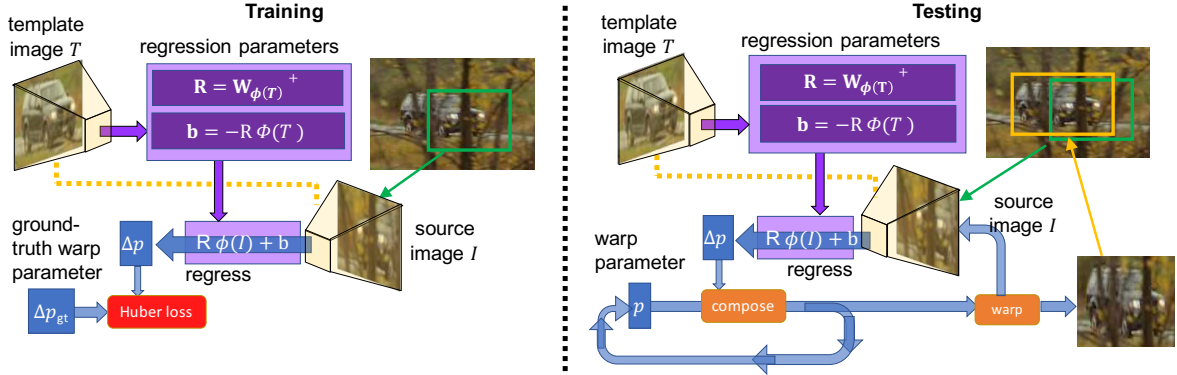 Training
template
image T
regression parameters
R = W_ϕ(T) ⁺
b = −R Φ(T )
ground-
truth warp
parameter
Δp
R ϕ(I) + b
regress
source
image I
Δp_gt
Huber loss
Testing
template
image T
regression parameters
R = W_ϕ(T) ⁺
b = −R Φ(T )
warp
parameter
Δp
R ϕ(I) + b
regress
source
image I
p
compose
warp